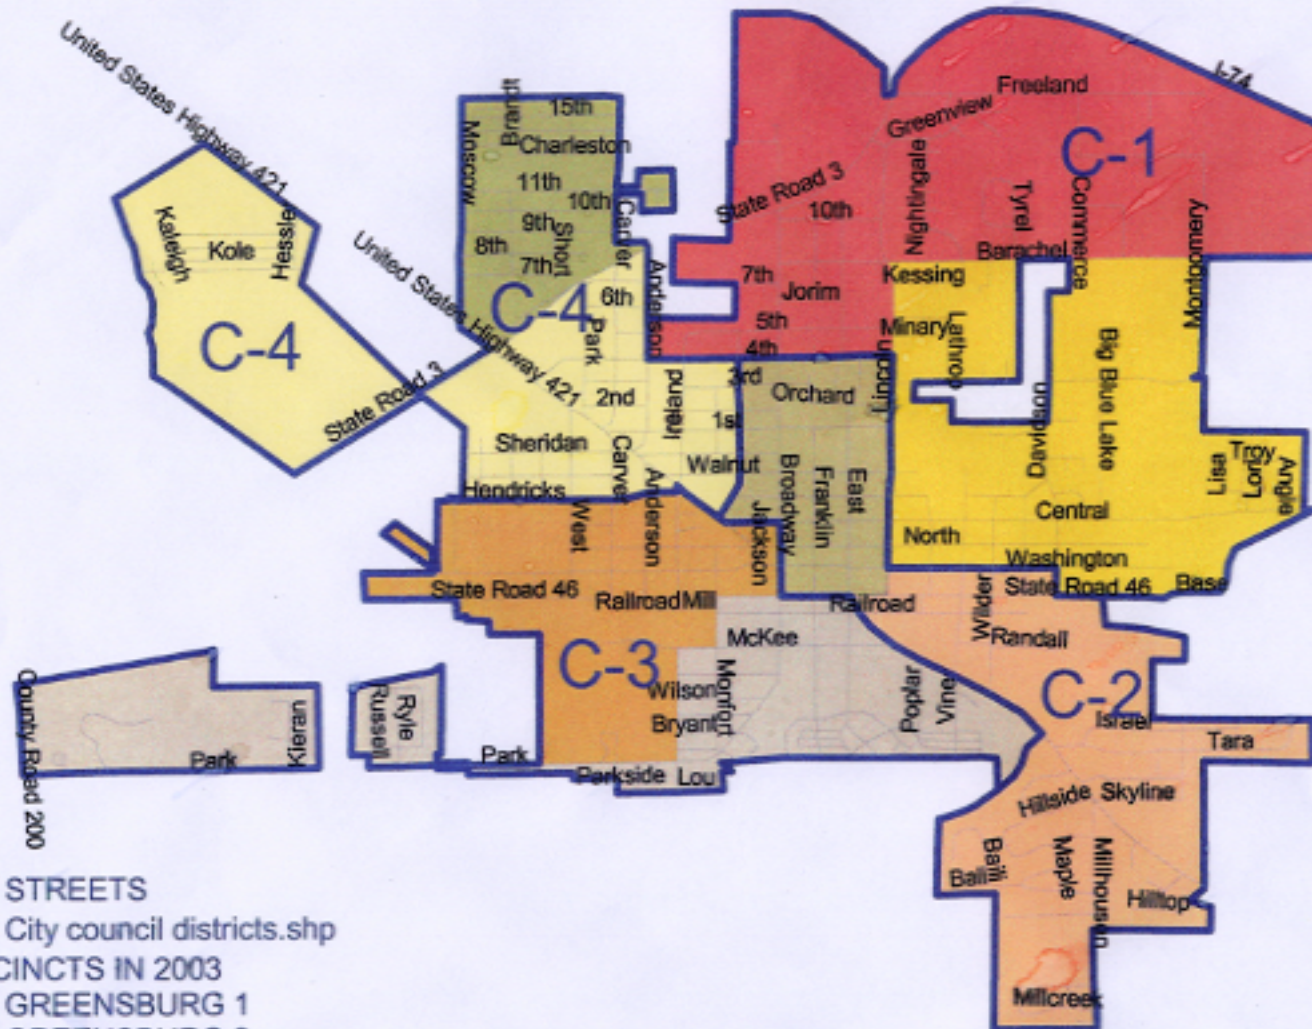 United States Highway 421
I-74
Freeland
Brandt
15th
Greenview
Moscow
Charleston
C-1
Nightingale
11th
State Road 3
Tyrel
Commerce
10th
Carver
10th
Kaleigh
Kole
Hessler
9th
Short
8th
Barachel
Montgomery
United States Highway 421
7th
Anderson
7th
Kessing
C-4
6th
Jorim
5th
Minary
Lathrop
C-4
Park
4th
Big Blue Lake
State Road 3
2nd
Ireland
3rd
Orchard
Lincoln
1st
Davidson
Sheridan
Carver
Walnut
Troy
Lisa
Angle
Hendricks
Anderson
Broadway
Franklin
East
West
Jackson
Central
North
Washington
State Road 46
Railroad
Mill
Railroad
Wilder
State Road 46
Base
McKee
Randall
C-3
Wilson
Monfort
Poplar
Vine
C-2
Israel
Bryant
Tara
County Road 200
Park
Kieran
Russell
Ryle
Park
Parkside
Lou
Hillside
Skyline
Maple
Millhouson
Hilltop
Millcreek
STREETS
City council districts.shp
CINCTS IN 2003
GREENSBURG 1